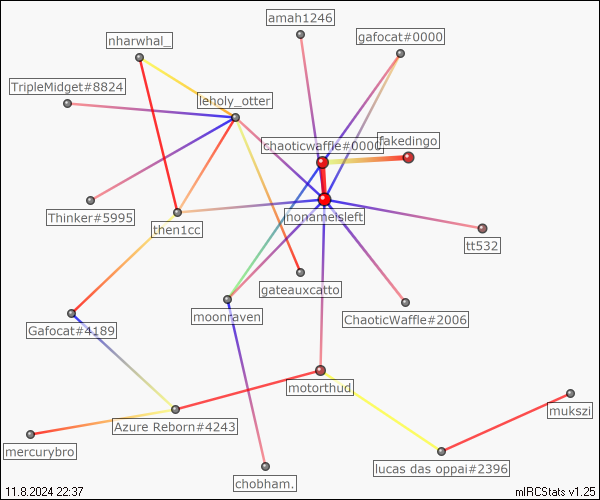 amah1246
gafocat#0000
nharwhal_
TripleMidget#8824
leholy_otter
chaoticwaffle#0000
fakedingo
Thinker#5995
nonameisleft
then1cc
tt532
gateauxcatto
moonraven
ChaoticWaffle#2006
Gafocat#4189
motorthud
mukszi
Azure Reborn#4243
mercurybro
lucas das oppai#2396
chobham.
11.8.2024 22:37
mIRCStats v1.25